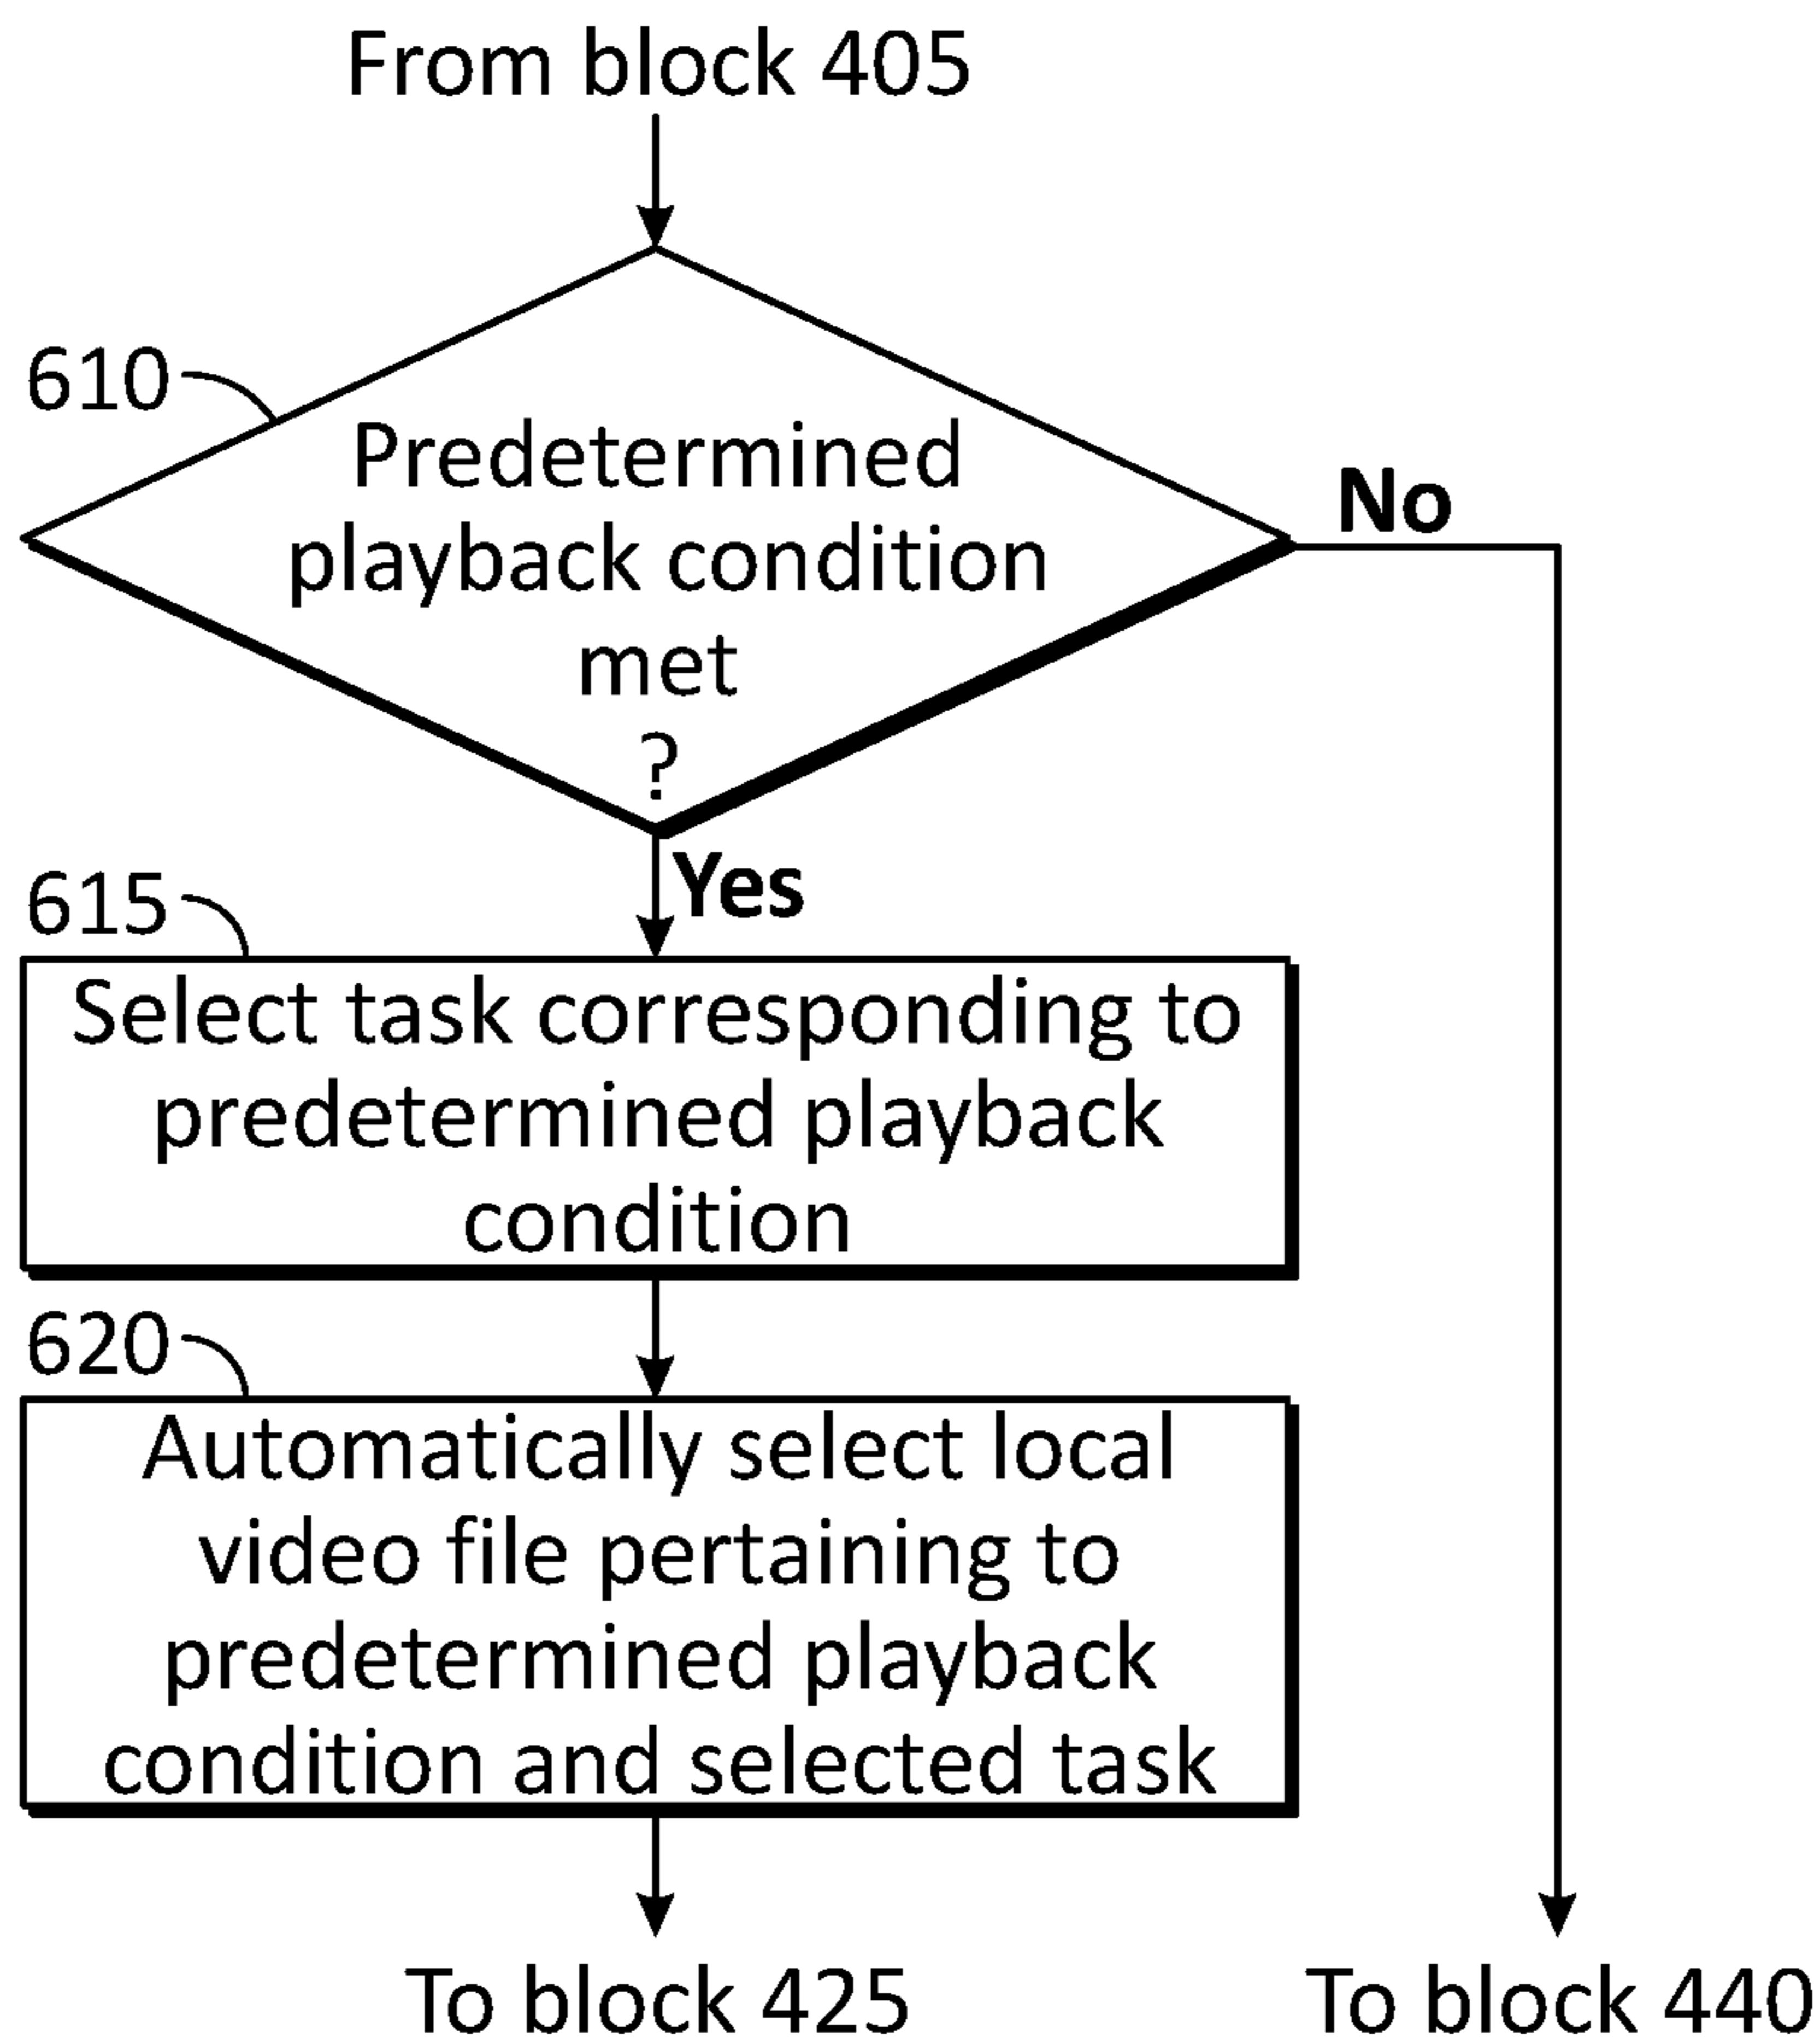 From block 405
610
Predetermined
playback condition
met
?
No
Yes
615
Select task corresponding to
predetermined playback
condition
620
Automatically select local
video file pertaining to
predetermined playback
condition and selected task
To block 425
To block 440